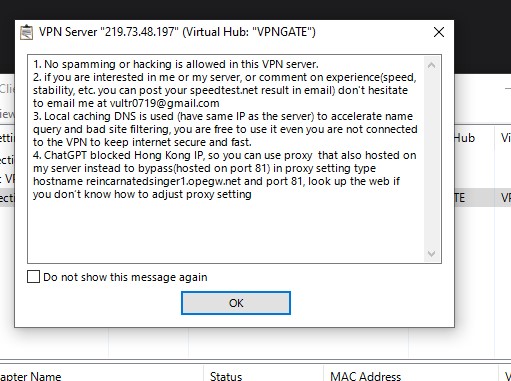 VPN Server "219.73.48.197" (Virtual Hub: "VPNGATE")
1. No spamming or hacking is allowed in this VPN server.
2. if you are interested in me or my server, or comment on experience(speed,
stability, etc. you can post your speedtest.net result in email) don't hesitate
to email me at vultr0719@gmail.com
3. Local caching DNS is used (have same IP as the server) to accelerate name
query and bad site filtering, you are free to use it even you are not connected
to the VPN to keep internet secure and fast.
4. ChatGPT blocked Hong Kong IP, so you can use proxy  that also hosted on
my server instead to bypass(hosted on port 81) in proxy setting type
hostname reincarnatedsinger1.opegw.net and port 81, look up the web if
you don't know how to adjust proxy setting
Do not show this message again
OK
Hub
TE
apter Name Status MAC Address